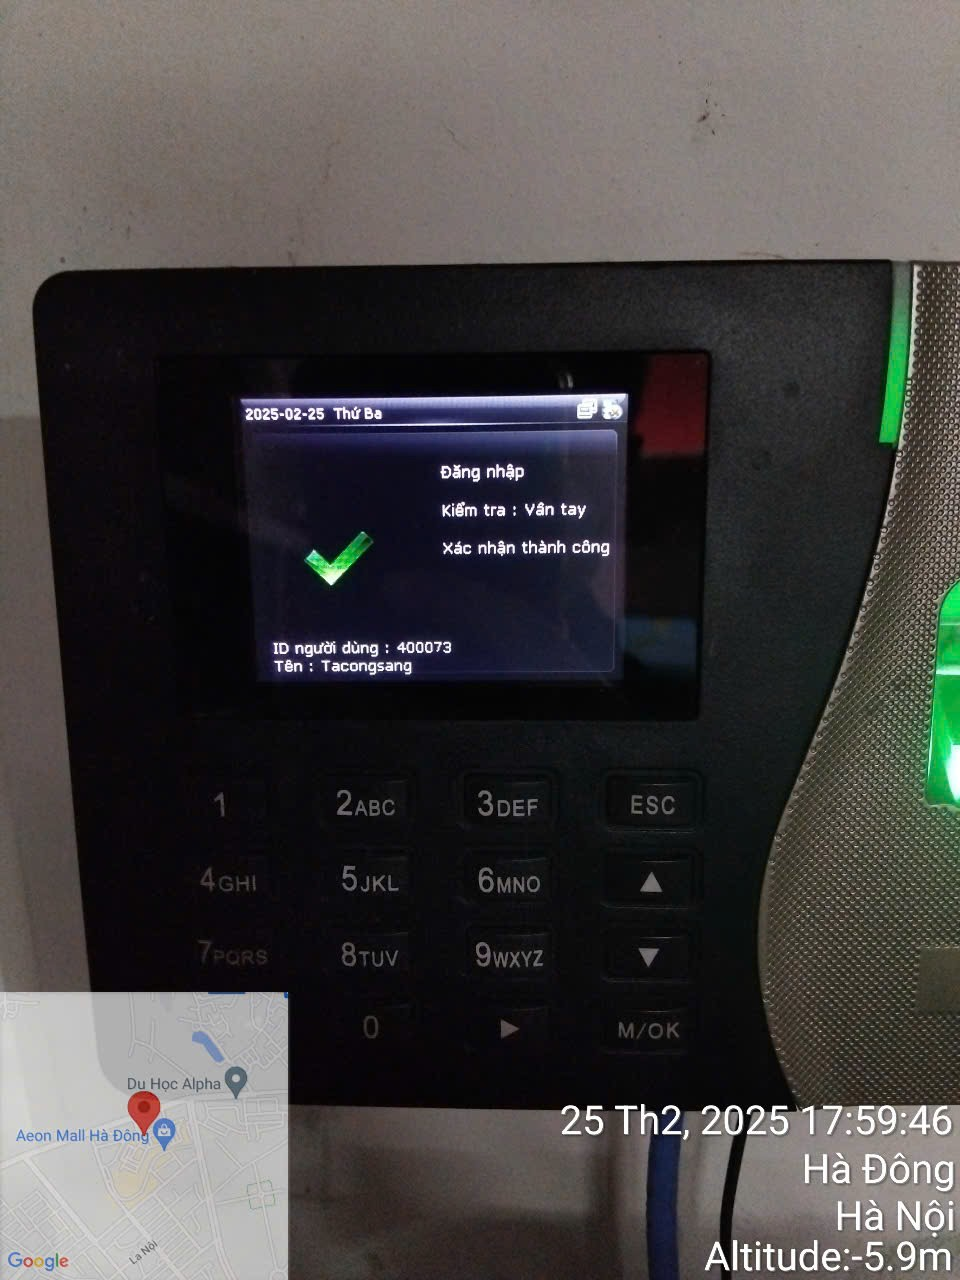 2025-02-25 Thứ Ba
Đăng nhập
Kiểm tra : Vân tay
Xác nhận thành công
ID người dùng : 400073
Tên : Tacongsang
1 2ABC 3DEF ESC
4GHI 5JKL 6MNO ▲
7PQRS 8TUV 9WXYZ ▼
0 ► M/OK
Du Học Alpha
Aeon Mall Hà Đông
La Nội
Google
25 Th2, 2025 17:59:46
Hà Đông
Hà Nội
Altitude:-5.9m